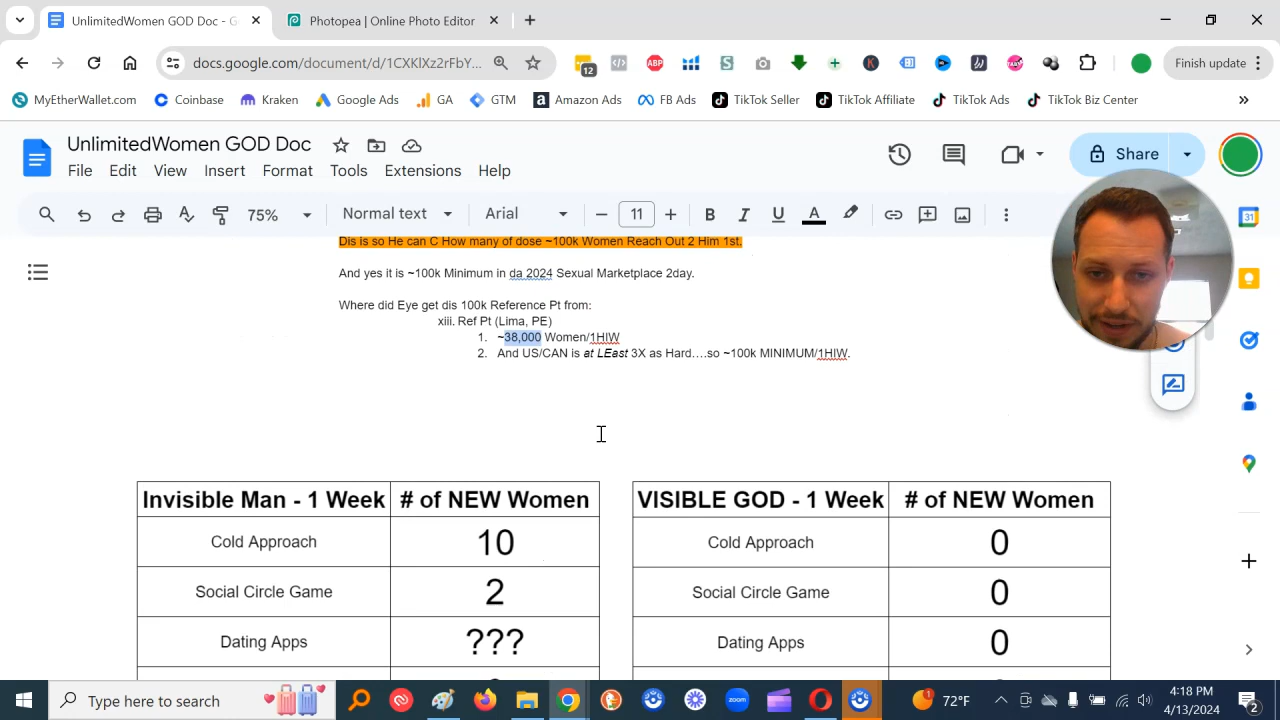 UnlimitedWomen GOD Doc - G
Photopea | Online Photo Editor
docs.google.com/document/d/1CXKlXz2rFbY...
12
ABP
Finish update
MyEtherWallet.com
Coinbase
Kraken
Google Ads
GA
GTM
Amazon Ads
FB Ads
TikTok Seller
TikTok Affiliate
TikTok Ads
TikTok Biz Center
UnlimitedWomen GOD Doc
Share
File Edit View Insert Format Tools Extensions Help
75% Normal text Arial 11 B I U A
31
Dis is so He can C How many of dose ~100k Women Reach Out 2 Him 1st.
And yes it is ~100k Minimum in da 2024 Sexual Marketplace 2day.
Where did Eye get dis 100k Reference Pt from:
xiii. Ref Pt (Lima, PE)
1. ~38,000 Women/1HIW
2. And US/CAN is at LEast 3X as Hard….so ~100k MINIMUM/1HIW.
Invisible Man - 1 Week # of NEW Women
Cold Approach 10
Social Circle Game 2
Dating Apps ???
VISIBLE GOD - 1 Week # of NEW Women
Cold Approach 0
Social Circle Game 0
Dating Apps 0
Type here to search
zoom
1
72°F
4:18 PM
4/13/2024
2